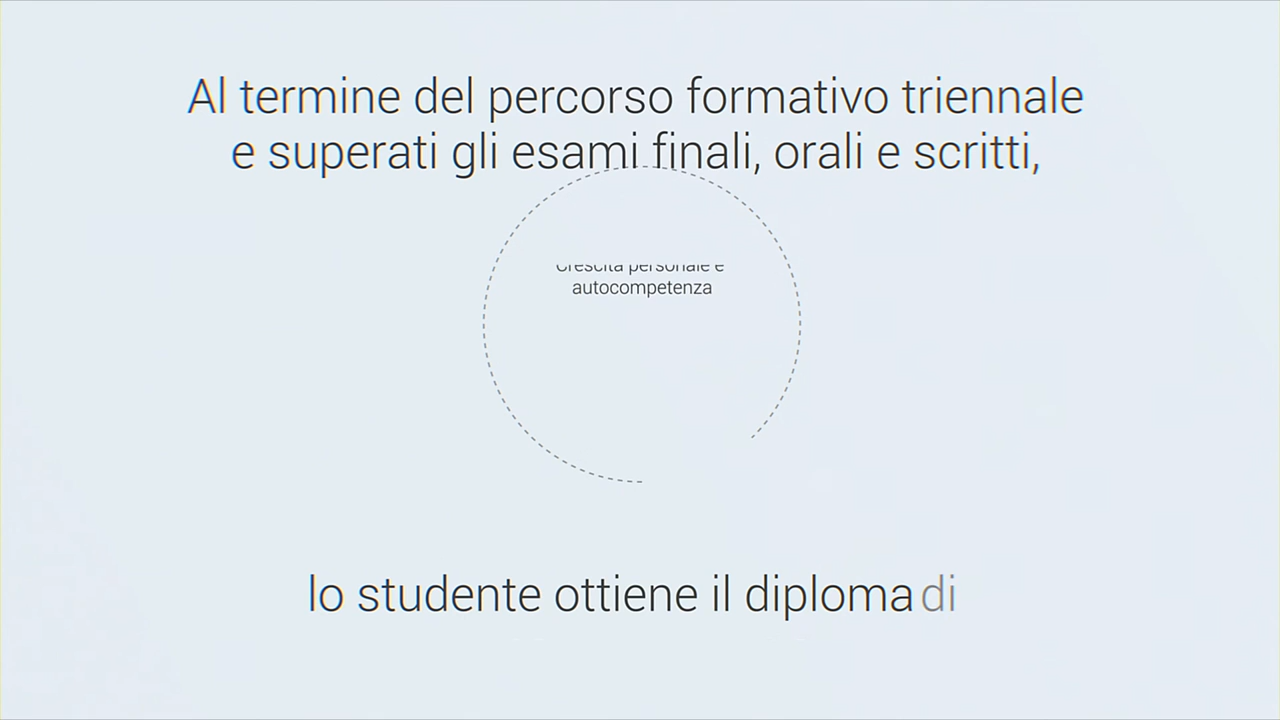 Al termine del percorso formativo triennale
e superati gli esami finali, orali e scritti,
Crescita personale e
autocompetenza
lo studente ottiene il diploma di